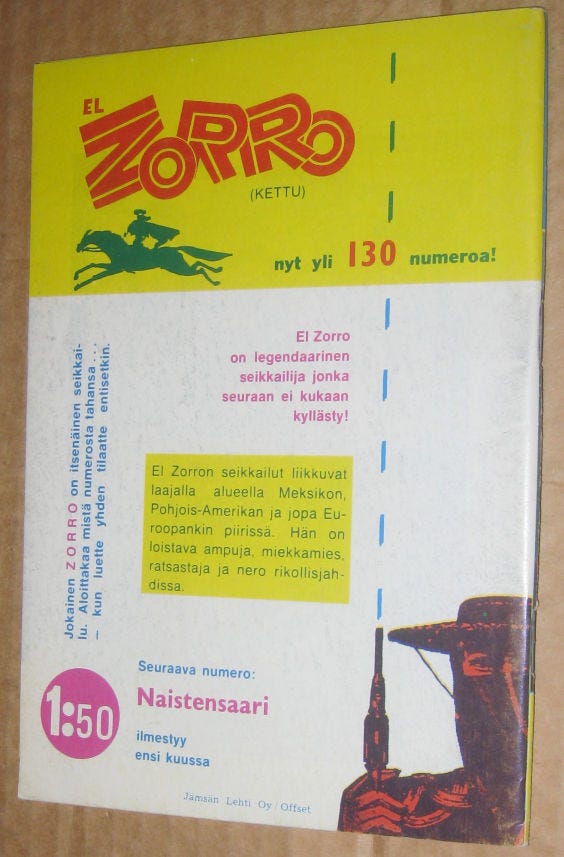 EL
ZORRO
(KETTU)
nyt yli 130 numeroa!
El Zorro
on legendaarinen
seikkailija jonka
seuraan ei kukaan
kyllästy!
Jokainen ZORRO on itsenäinen seikkai-
lu. Aloittakaa mistä numerosta tahansa...
— kun luette yhden tilaatte entisetkin.
El Zorron seikkailut liikkuvat
laajalla alueella Meksikon,
Pohjois-Amerikan ja jopa Eu-
roopankin piirissä. Hän on
loistava ampuja, miekkamies,
ratsastaja ja nero rikollisjah-
dissa.
Seuraava numero:
Naistensaari
ilmestyy
ensi kuussa
1:50
Jämsän Lehti Oy/Offset